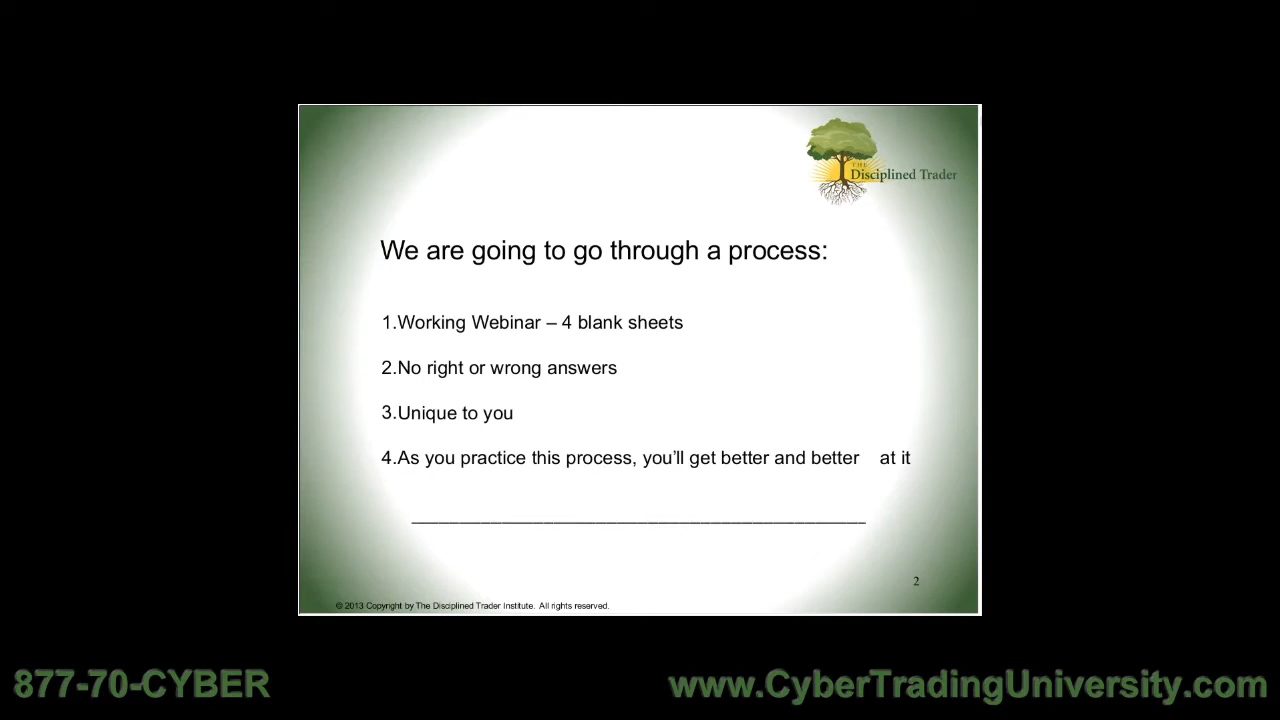 THE
Disciplined Trader
We are going to go through a process:
1.Working Webinar – 4 blank sheets
2.No right or wrong answers
3.Unique to you
4.As you practice this process, you’ll get better and better at it
2
© 2013 Copyright by The Disciplined Trader Institute. All rights reserved.
877-70-CYBER
www.CyberTradingUniversity.com